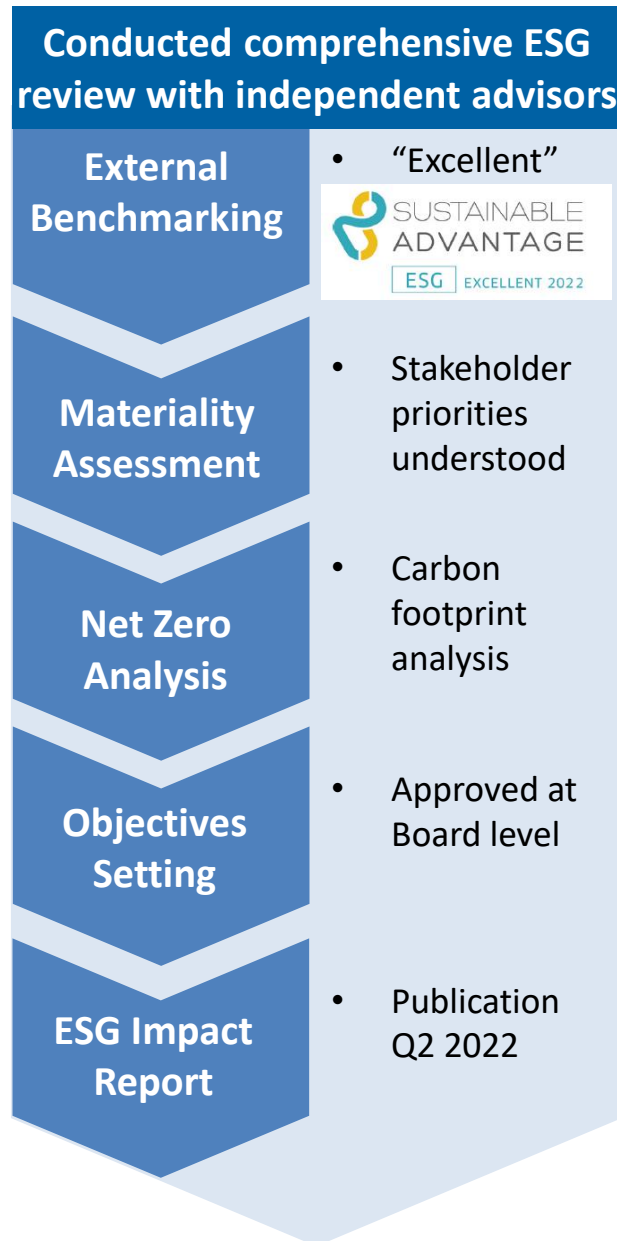 Conducted comprehensive ESG
review with independent advisors
External
Benchmarking
• “Excellent”
SUSTAINABLE
ADVANTAGE
ESG EXCELLENT 2022
Materiality
Assessment
• Stakeholder
priorities
understood
Net Zero
Analysis
• Carbon
footprint
analysis
Objectives
Setting
• Approved at
Board level
ESG Impact
Report
• Publication
Q2 2022